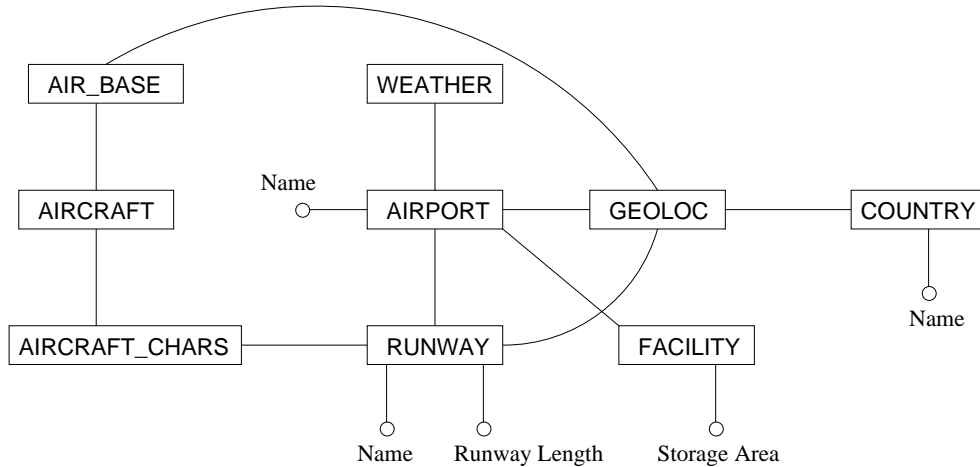 AIR_BASE
WEATHER
Name
AIRCRAFT
AIRPORT
GEOLOC
COUNTRY
Name
AIRCRAFT_CHARS
RUNWAY
FACILITY
Name
Runway Length
Storage Area